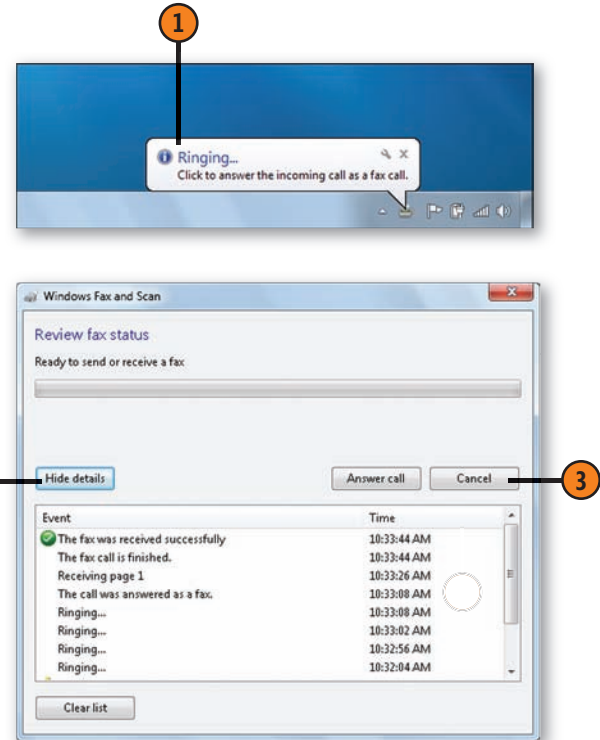 1
Ringing...
Click to answer the incoming call as a fax call.
Windows Fax and Scan
Review fax status
Ready to send or receive a fax
Hide details Answer call Cancel
3
Event Time
The fax was received successfully 10:33:44 AM
The fax call is finished. 10:33:44 AM
Receiving page 1 10:33:26 AM
The call was answered as a fax. 10:33:08 AM
Ringing... 10:33:08 AM
Ringing... 10:33:02 AM
Ringing... 10:32:56 AM
Ringing... 10:32:04 AM
Clear list